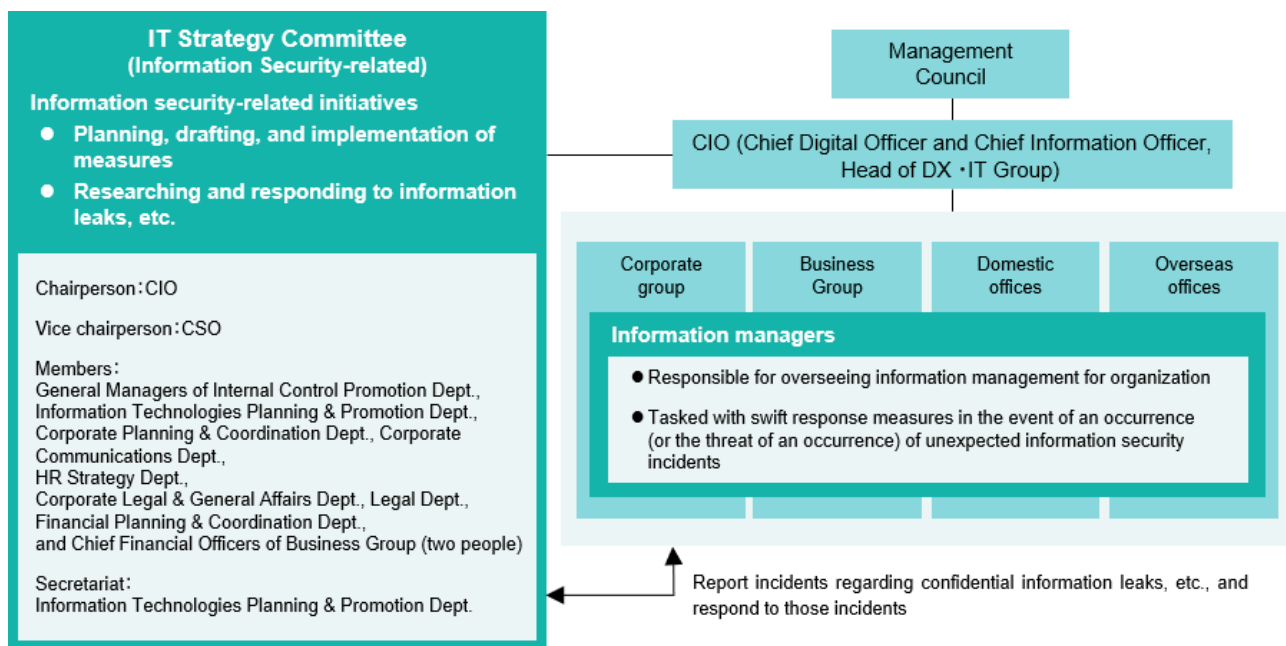 IT Strategy Committee
(Information Security-related)
Information security-related initiatives
● Planning, drafting, and implementation of
measures
● Researching and responding to information
leaks, etc.
Chairperson:CIO
Vice chairperson:CSO
Members:
General Managers of Internal Control Promotion Dept.,
Information Technologies Planning & Promotion Dept.,
Corporate Planning & Coordination Dept., Corporate
Communications Dept.,
HR Strategy Dept.,
Corporate Legal & General Affairs Dept., Legal Dept.,
Financial Planning & Coordination Dept.,
and Chief Financial Officers of Business Group (two people)
Secretariat:
Information Technologies Planning & Promotion Dept.
Management
Council
CIO (Chief Digital Officer and Chief Information Officer,
Head of DX・IT Group)
Corporate
group
Business
Group
Domestic
offices
Overseas
offices
Information managers
● Responsible for overseeing information management for organization
● Tasked with swift response measures in the event of an occurrence
(or the threat of an occurrence) of unexpected information security
incidents
Report incidents regarding confidential information leaks, etc., and
respond to those incidents